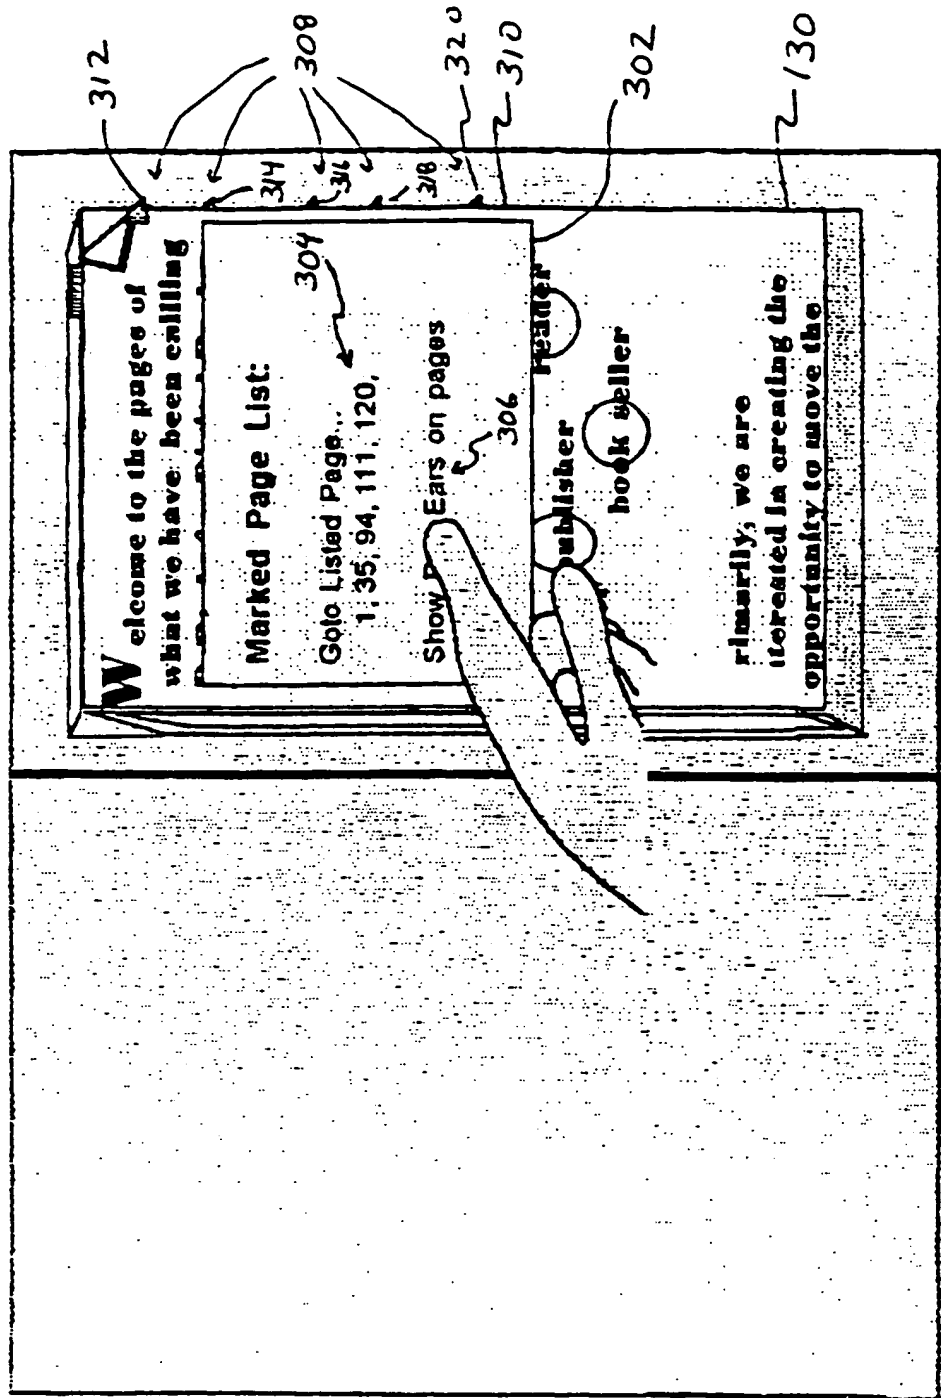 312
308
320
310
302
130
314
316
318
Welcome to the pages of
what we have been callling
Marked Page List:
304
Goto Listed Page...
1, 35, 94, 111, 120,
Ears on pages
Show
306
reader
publisher
book seller
rimarily, we are
itereated in creating the
opportunity to move the